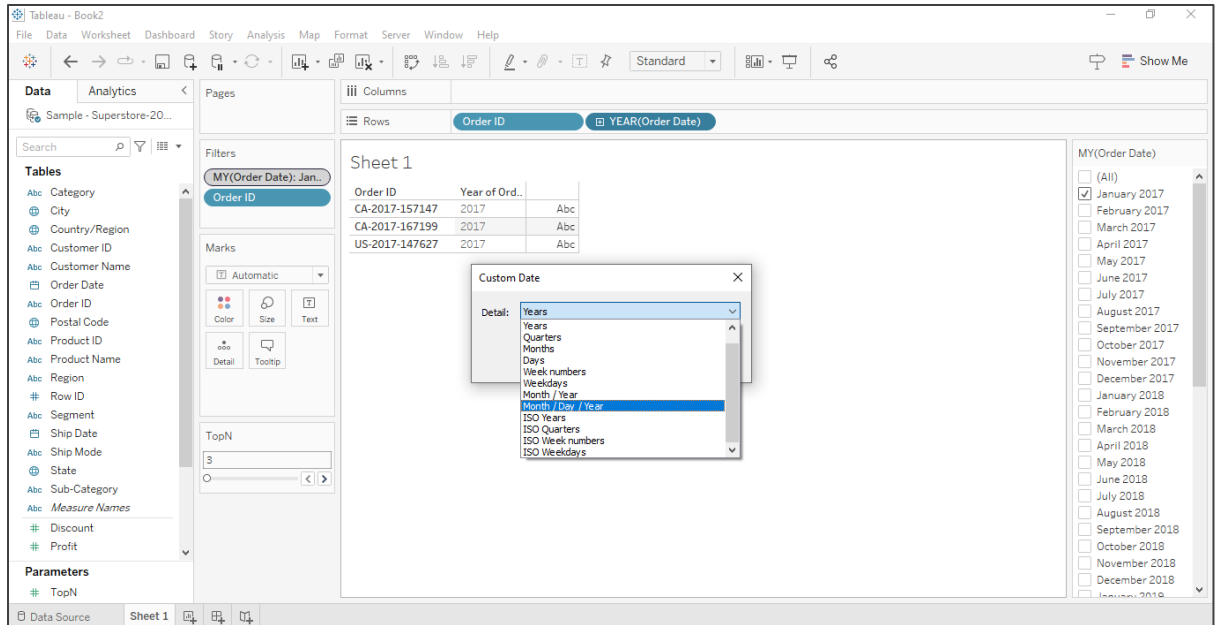 Tableau - Book2
File Data Worksheet Dashboard Story Analysis Map Format Server Window Help
Standard
Show Me
Data Analytics
Sample - Superstore-20...
Search
Tables
Abc Category
City
Country/Region
Abc Customer ID
Abc Customer Name
Order Date
Abc Order ID
Postal Code
Abc Product ID
Abc Product Name
Abc Region
# Row ID
Abc Segment
Ship Date
Abc Ship Mode
State
Abc Sub-Category
Abc Measure Names
# Discount
# Profit
Parameters
# TopN
Pages
Filters
MY(Order Date): Jan..
Order ID
Marks
Automatic
Color Size Text
Detail Tooltip
TopN
3
Columns
Rows Order ID YEAR(Order Date)
Sheet 1
Order ID Year of Ord..
CA-2017-157147 2017 Abc
CA-2017-167199 2017 Abc
US-2017-147627 2017 Abc
Custom Date
Detail: Years
Years
Quarters
Months
Days
Week numbers
Weekdays
Month / Year
Month / Day / Year
ISO Years
ISO Quarters
ISO Week numbers
ISO Weekdays
MY(Order Date)
(All)
January 2017
February 2017
March 2017
April 2017
May 2017
June 2017
July 2017
August 2017
September 2017
October 2017
November 2017
December 2017
January 2018
February 2018
March 2018
April 2018
May 2018
June 2018
July 2018
August 2018
September 2018
October 2018
November 2018
December 2018
January 2019
Data Source Sheet 1